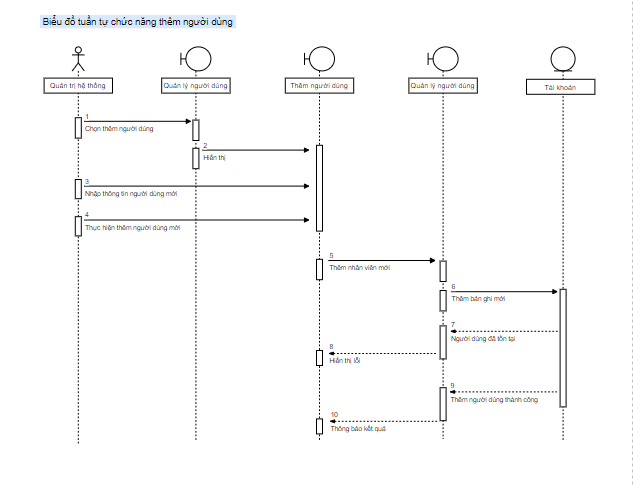 Biểu đồ tuần tự chức năng thêm người dùng
Quản trị hệ thống
Quản lý người dùng
Thêm người dùng
Quản lý người dùng
Tài khoản
1
Chọn thêm người dùng
2
Hiển thị
3
Nhập thông tin người dùng mới
4
Thực hiện thêm người dùng mới
5
Thêm nhân viên mới
6
Thêm bản ghi mới
7
Người dùng đã tồn tại
8
Hiển thị lỗi
9
Thêm người dùng thành công
10
Thông báo kết quả